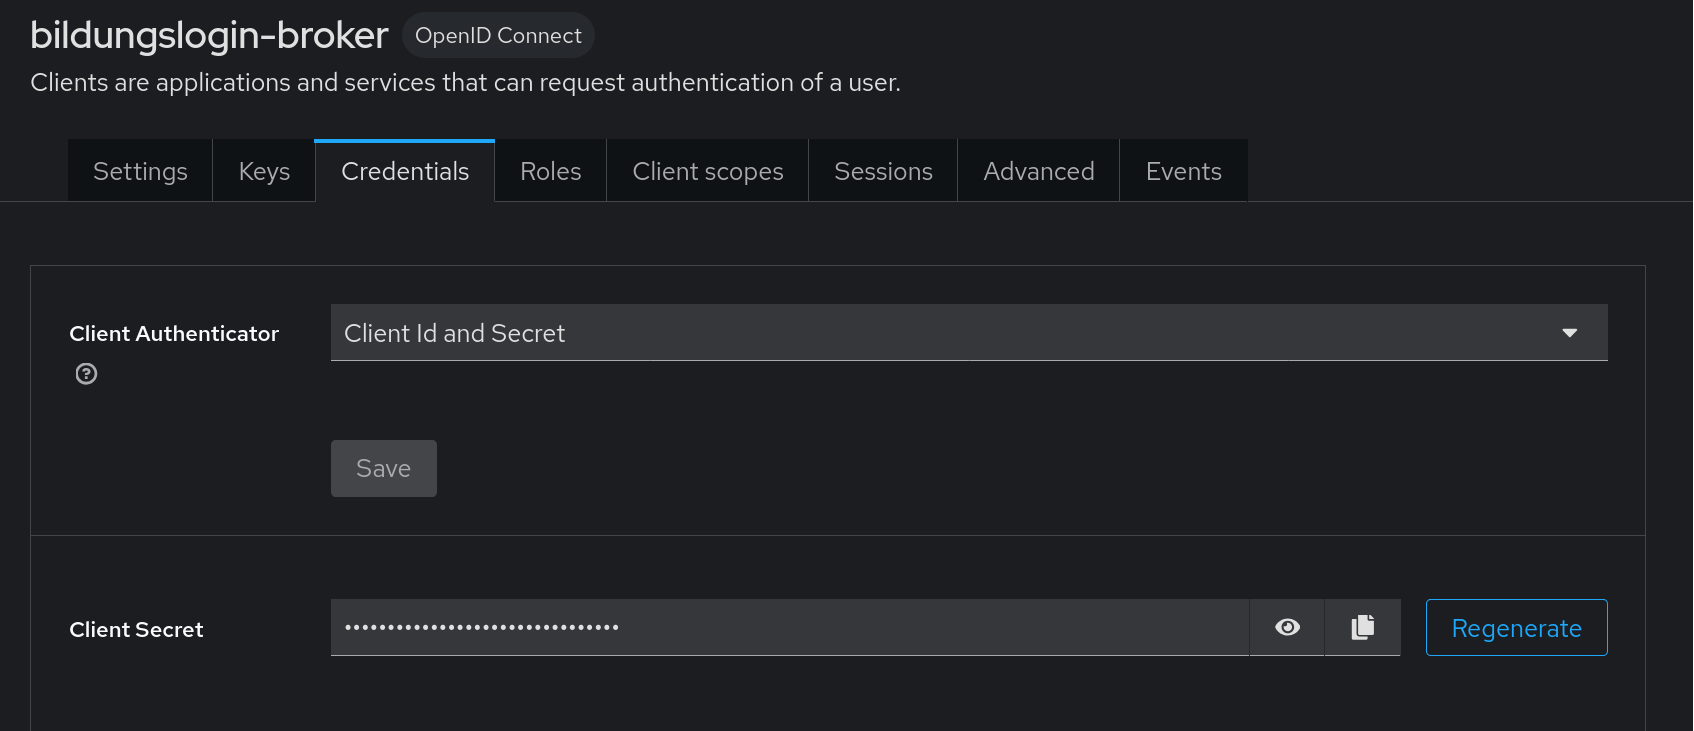 bildungslogin-broker OpenID Connect
Clients are applications and services that can request authentication of a user.
Settings Keys Credentials Roles Client scopes Sessions Advanced Events
Client Authenticator Client Id and Secret
Save
Client Secret •••••••••••••••••••••••••••••••• Regenerate